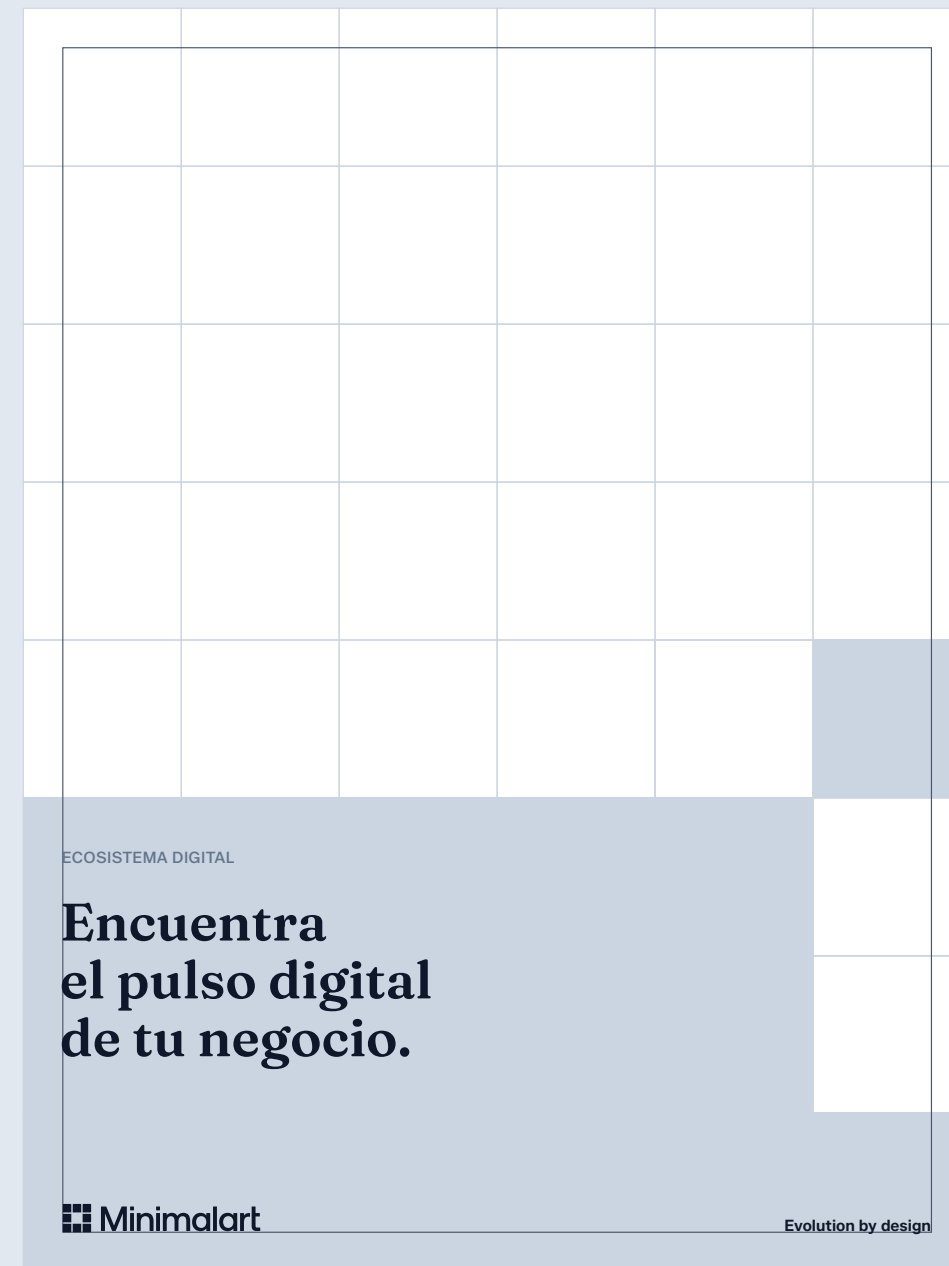 ECOSISTEMA DIGITAL
Encuentra
el pulso digital
de tu negocio.
Minimalart
Evolution by design